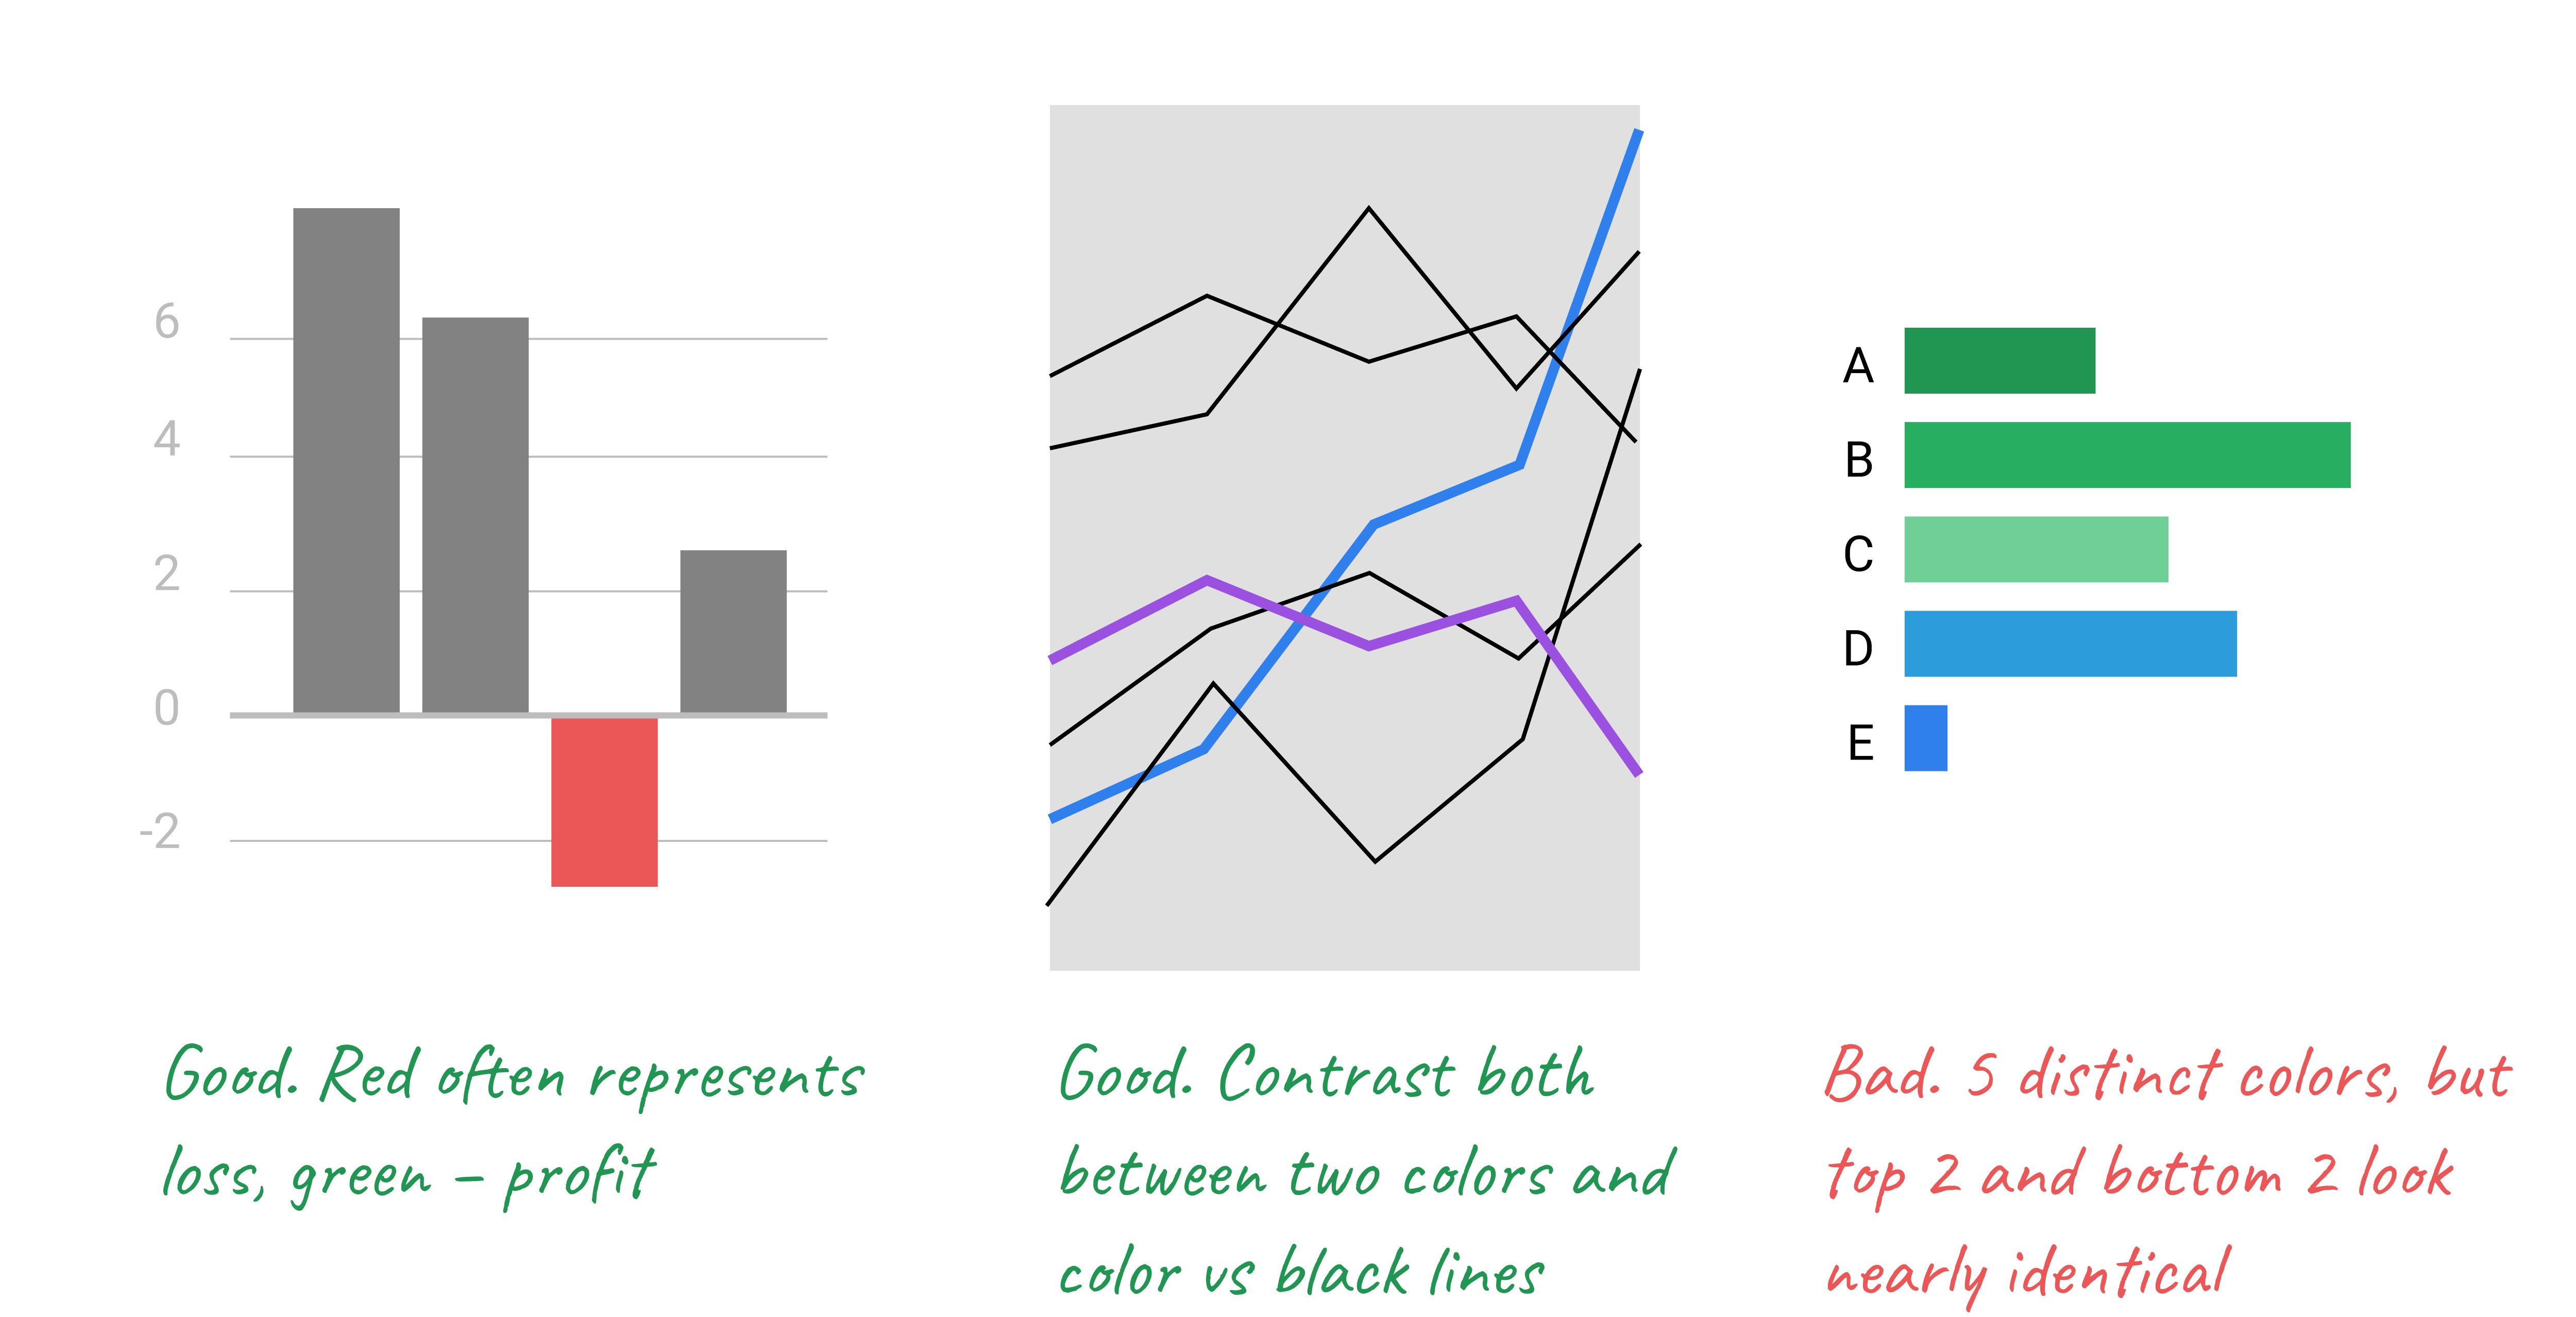 6
4
2
0
-2
A
B
C
D
E
Good. Red often represents
loss, green – profit
Good. Contrast both
between two colors and
color vs black lines
Bad. 5 distinct colors, but
top 2 and bottom 2 look
nearly identical